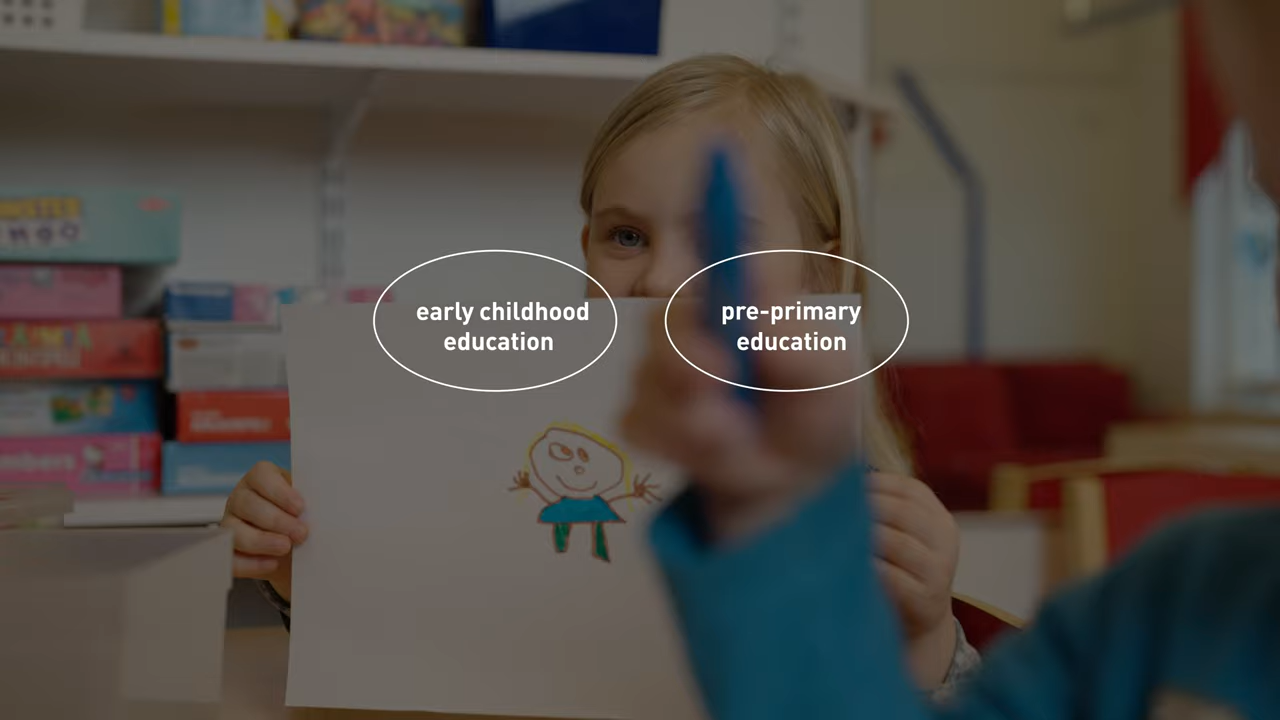 early childhood
education
pre-primary
education